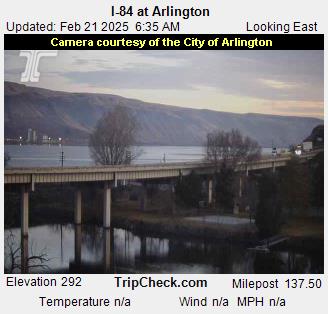 I-84 at Arlington
Updated: Feb 21 2025 6:35 AM Looking East
Camera courtesy of the City of Arlington
Elevation 292 TripCheck.com Milepost 137.50
Temperature n/a Wind n/a MPH n/a